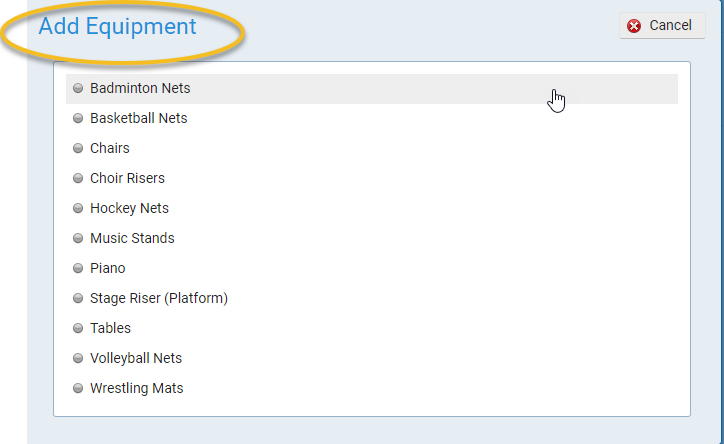 Add Equipment
Cancel
Badminton Nets
Basketball Nets
Chairs
Choir Risers
Hockey Nets
Music Stands
Piano
Stage Riser (Platform)
Tables
Volleyball Nets
Wrestling Mats